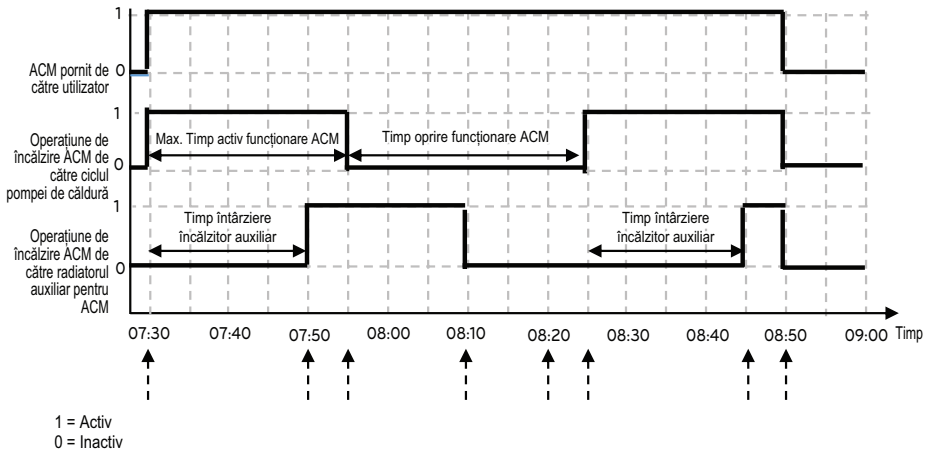 1
ACM pornit de
către utilizator
0
1
Operațiune de
încălzire ACM de
către ciclul
pompei de căldură
0
Max. Timp activ funcționare ACM
Timp oprire funcționare ACM
1
Operațiune de
încălzire ACM de
către radiatorul
auxiliar pentru
ACM
0
Timp întârziere
încălzitor auxiliar
Timp întârziere
încălzitor auxiliar
07:30 07:40 07:50 08:00 08:10 08:20 08:30 08:40 08:50 09:00 Timp
1 = Activ
0 = Inactiv